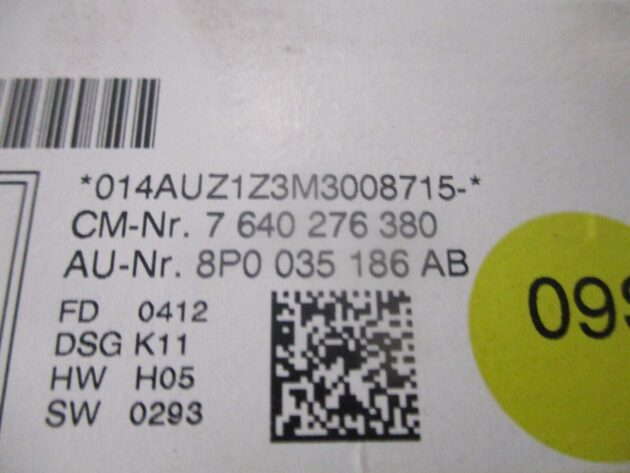 *014AUZ1Z3M3008715-*
CM-Nr. 7 640 276 380
AU-Nr. 8P0 035 186 AB
FD 0412
DSG K11
HW H05
SW 0293
099